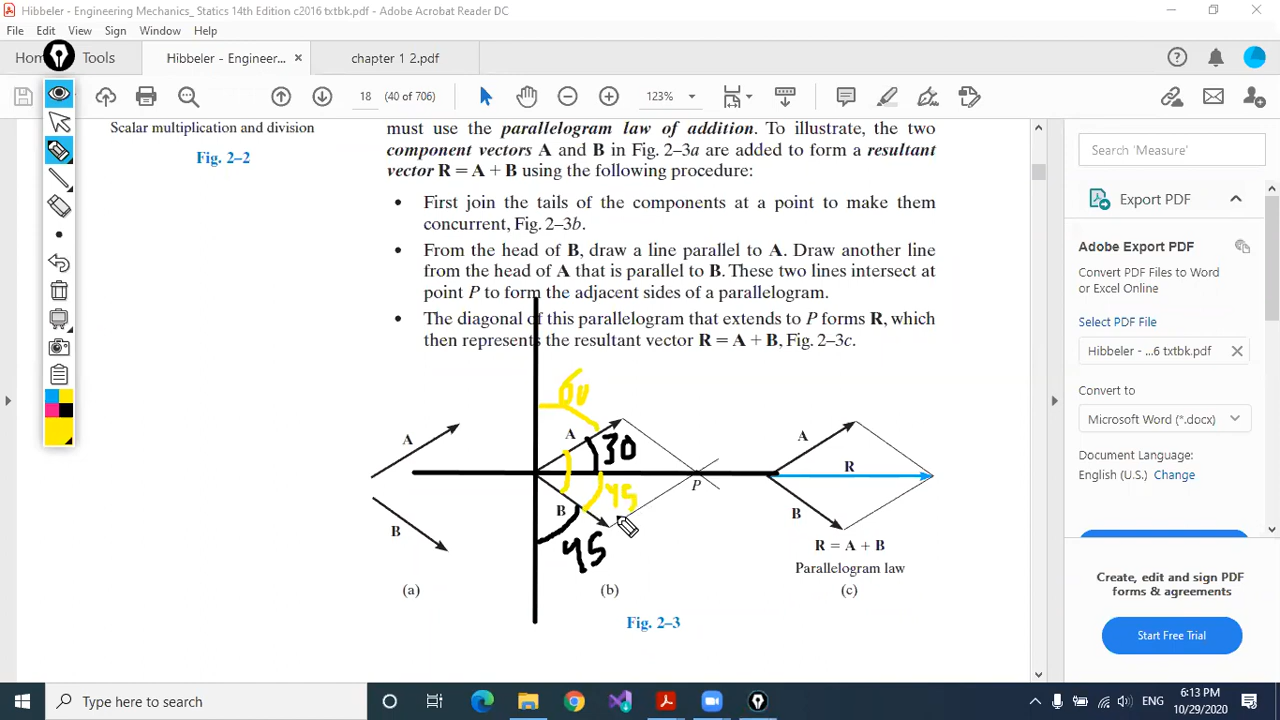 Hibbeler - Engineering Mechanics_ Statics 14th Edition c2016 txtbk.pdf - Adobe Acrobat Reader DC
File Edit View Sign Window Help
Hom Tools Hibbeler - Engineer... × chapter 1 2.pdf
18 (40 of 706) 123%
Scalar multiplication and division
Fig. 2–2
must use the parallelogram law of addition. To illustrate, the two
component vectors A and B in Fig. 2–3a are added to form a resultant
vector R = A + B using the following procedure:
• First join the tails of the components at a point to make them
concurrent, Fig. 2–3b.
• From the head of B, draw a line parallel to A. Draw another line
from the head of A that is parallel to B. These two lines intersect at
point P to form the adjacent sides of a parallelogram.
• The diagonal of this parallelogram that extends to P forms R, which
then represents the resultant vector R = A + B, Fig. 2–3c.
60
A
A
30
A
R
P
45
B
B
B
45
R = A + B
Parallelogram law
(a)
(b)
(c)
Fig. 2–3
Search 'Measure'
Export PDF
Adobe Export PDF
Convert PDF Files to Word
or Excel Online
Select PDF File
Hibbeler - ...6 txtbk.pdf
Convert to
Microsoft Word (*.docx)
Document Language:
English (U.S.) Change
Create, edit and sign PDF
forms & agreements
Start Free Trial
Type here to search
ENG
6:13 PM
10/29/2020